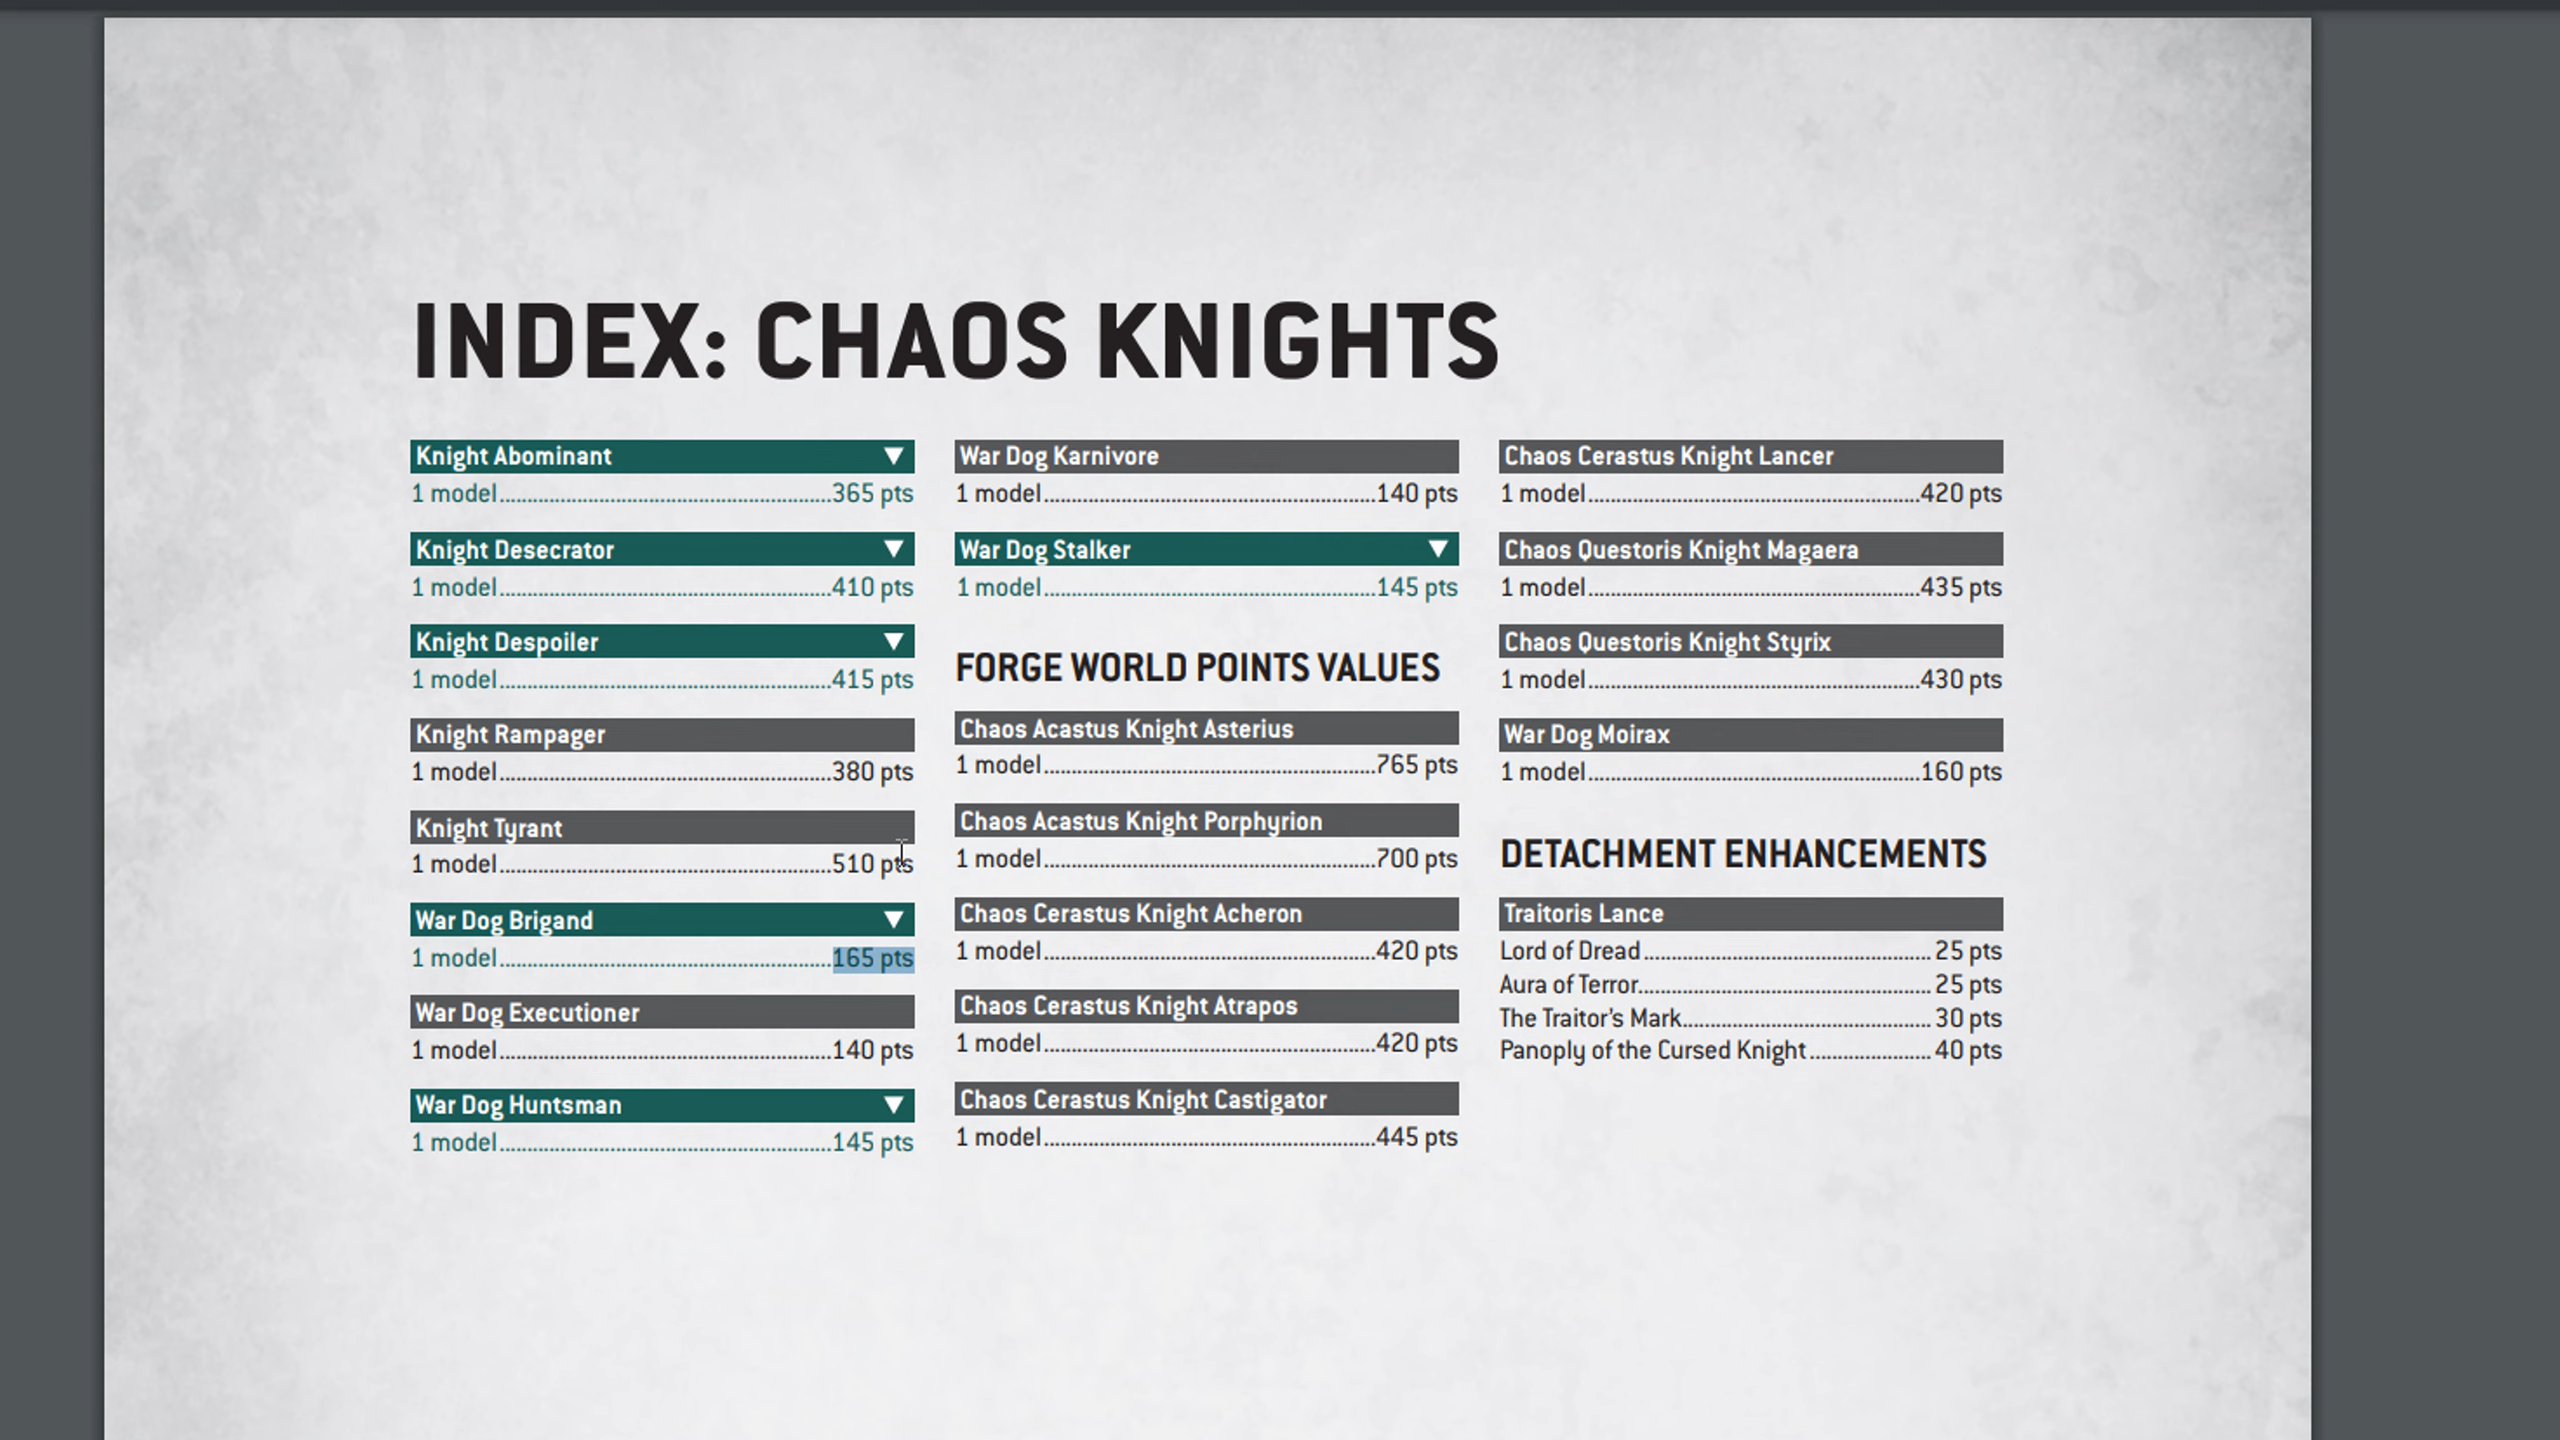 INDEX: CHAOS KNIGHTS
Knight Abominant
1 model 365 pts
Knight Desecrator
1 model 410 pts
Knight Despoiler
1 model 415 pts
Knight Rampager
1 model 380 pts
Knight Tyrant
1 model 510 pts
War Dog Brigand
1 model 165 pts
War Dog Executioner
1 model 140 pts
War Dog Huntsman
1 model 145 pts
War Dog Karnivore
1 model 140 pts
War Dog Stalker
1 model 145 pts
FORGE WORLD POINTS VALUES
Chaos Acastus Knight Asterius
1 model 765 pts
Chaos Acastus Knight Porphyrion
1 model 700 pts
Chaos Cerastus Knight Acheron
1 model 420 pts
Chaos Cerastus Knight Atrapos
1 model 420 pts
Chaos Cerastus Knight Castigator
1 model 445 pts
Chaos Cerastus Knight Lancer
1 model 420 pts
Chaos Questoris Knight Magaera
1 model 435 pts
Chaos Questoris Knight Styrix
1 model 430 pts
War Dog Moirax
1 model 160 pts
DETACHMENT ENHANCEMENTS
Traitoris Lance
Lord of Dread 25 pts
Aura of Terror 25 pts
The Traitor's Mark 30 pts
Panoply of the Cursed Knight 40 pts